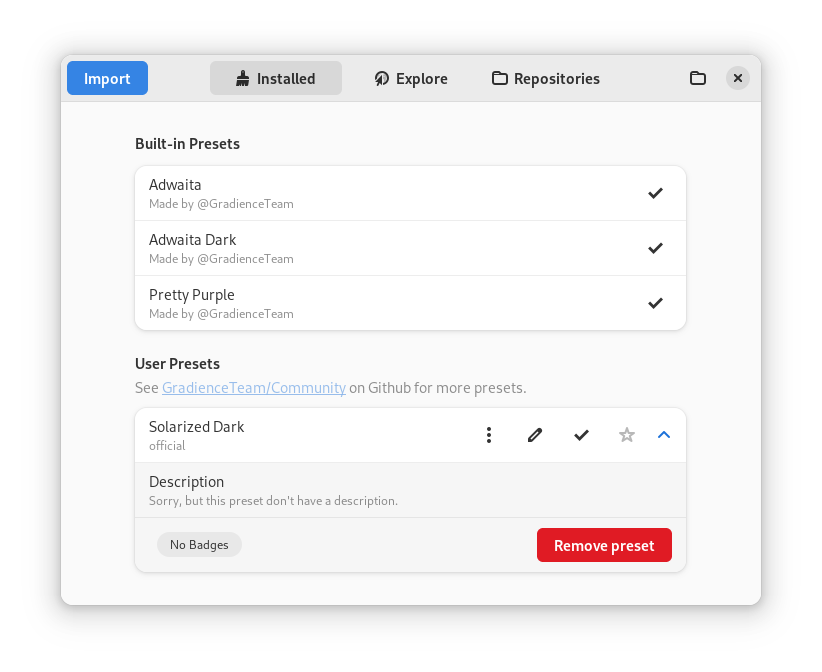 Import
Installed
Explore
Repositories
Built-in Presets
Adwaita
Made by @GradienceTeam
Adwaita Dark
Made by @GradienceTeam
Pretty Purple
Made by @GradienceTeam
User Presets
See GradienceTeam/Community on Github for more presets.
Solarized Dark
official
Description
Sorry, but this preset don't have a description.
No Badges
Remove preset